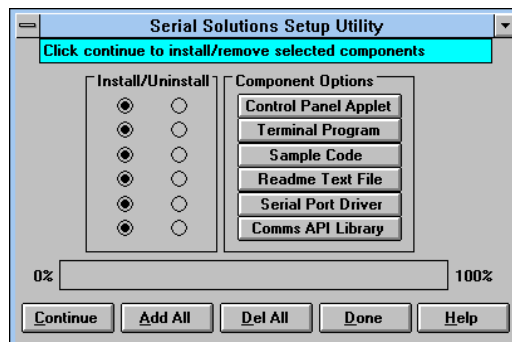 Serial Solutions Setup Utility
Click continue to install/remove selected components
Install/Uninstall
Component Options
Control Panel Applet
Terminal Program
Sample Code
Readme Text File
Serial Port Driver
Comms API Library
0% 100%
Continue Add All Del All Done Help